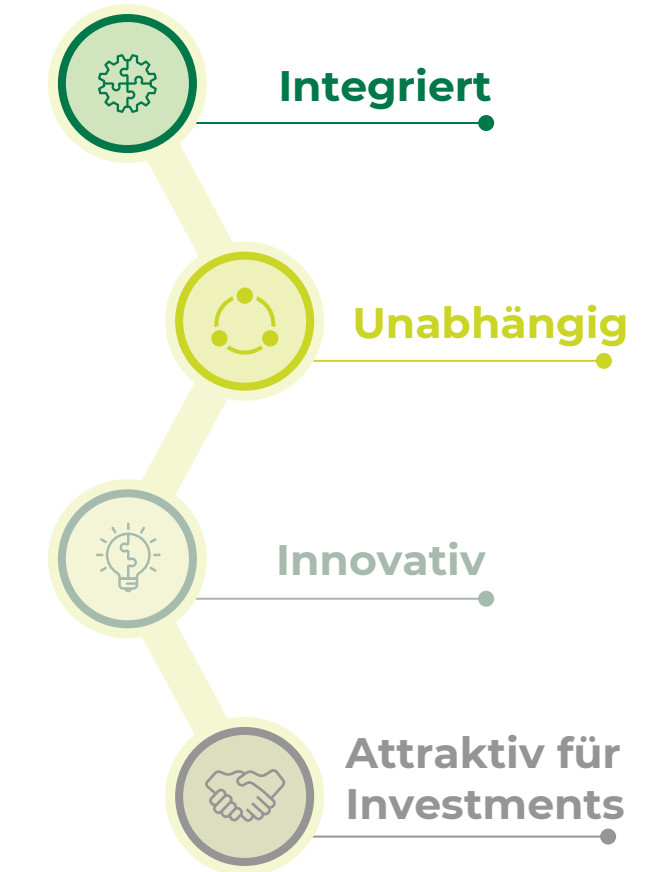 Integriert
Unabhängig
Innovativ
Attraktiv für
Investments